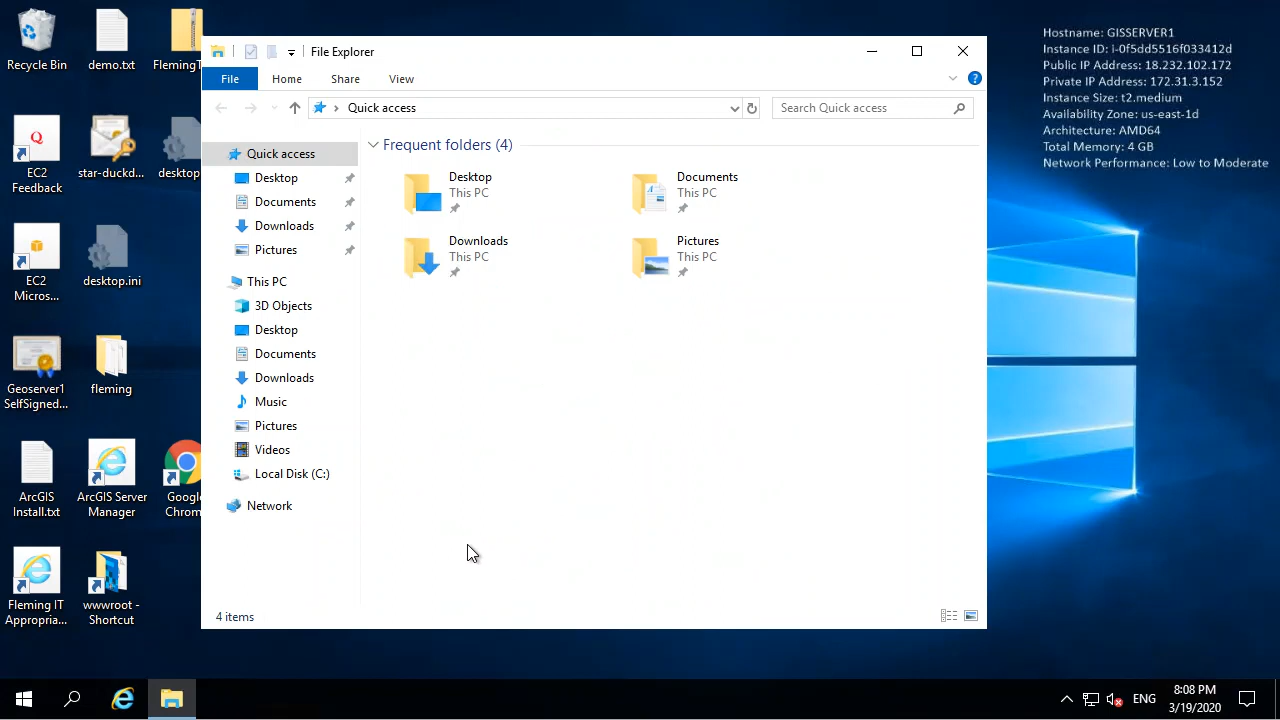 Recycle Bin
demo.txt
FlemingT
EC2
Feedback
star-duckd...
desktop
EC2
Micros...
desktop.ini
Geoserver1
SelfSigned...
fleming
ArcGIS
Install.txt
ArcGIS Server
Manager
Googl
Chrom
Fleming IT
Appropria...
wwwroot -
Shortcut
File Explorer
File
Home
Share
View
Quick access
Search Quick access
Quick access
Desktop
Documents
Downloads
Pictures
This PC
3D Objects
Desktop
Documents
Downloads
Music
Pictures
Videos
Local Disk (C:)
Network
Frequent folders (4)
Desktop
This PC
Documents
This PC
Downloads
This PC
Pictures
This PC
4 items
Hostname: GISSERVER1
Instance ID: i-0f5dd5516f033412d
Public IP Address: 18.232.102.172
Private IP Address: 172.31.3.152
Instance Size: t2.medium
Availability Zone: us-east-1d
Architecture: AMD64
Total Memory: 4 GB
Network Performance: Low to Moderate
ENG
8:08 PM
3/19/2020